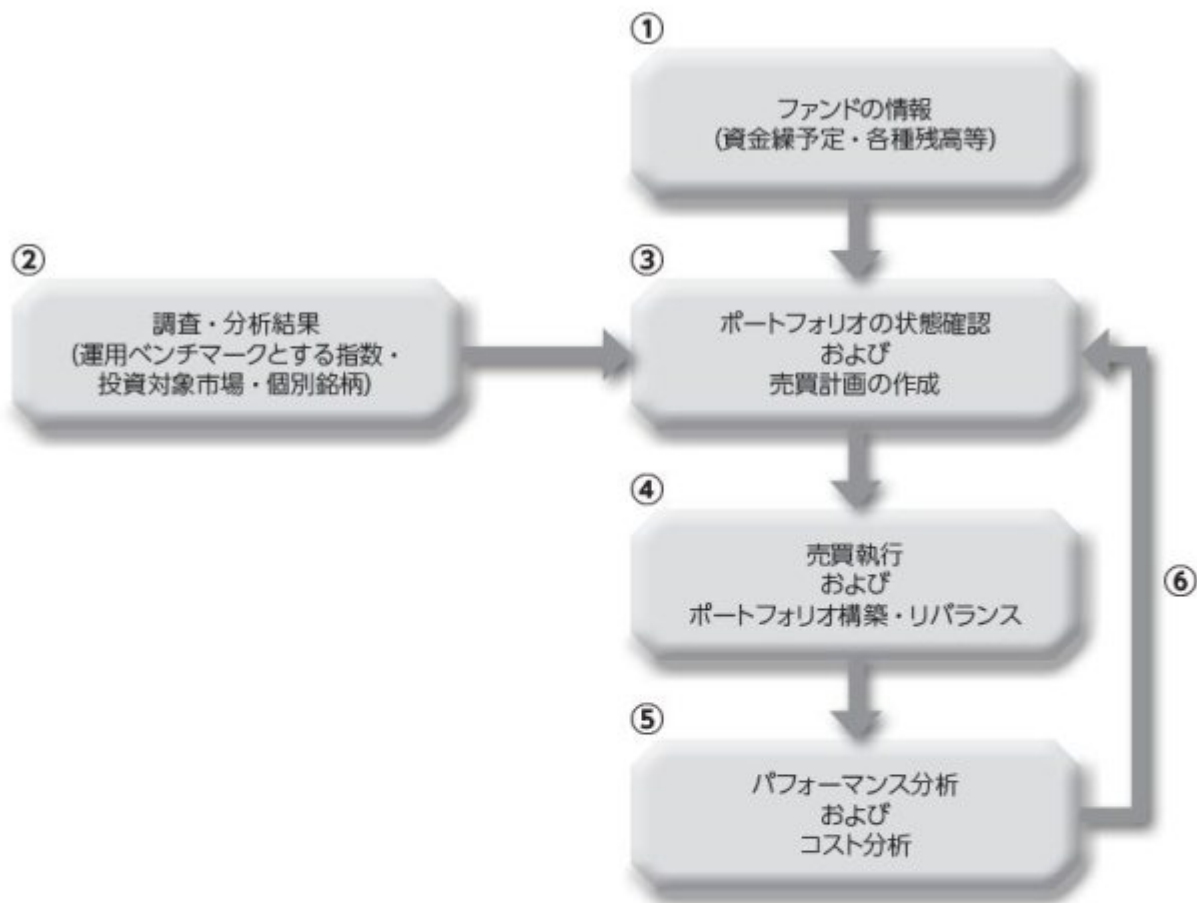 ①
ファンドの情報
(資金繰予定・各種残高等)
②
調査・分析結果
(運用ベンチマークとする指数・
投資対象市場・個別銘柄)
③
ポートフォリオの状態確認
および
売買計画の作成
④
売買執行
および
ポートフォリオ構築・リバランス
⑤
パフォーマンス分析
および
コスト分析
⑥